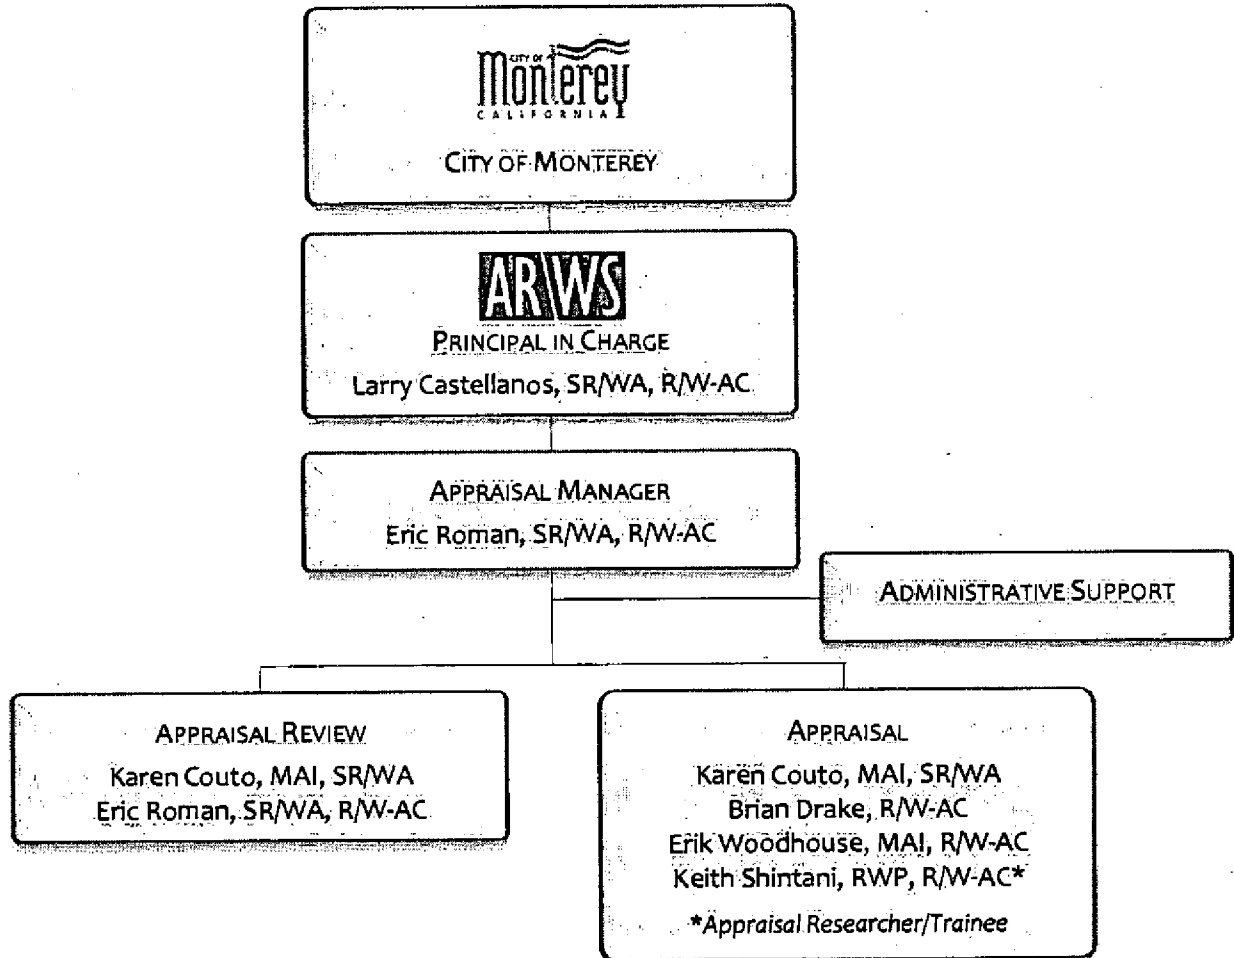 CITY OF
Monterey
CALIFORNIA
CITY OF MONTEREY
ARWS
PRINCIPAL IN CHARGE
Larry Castellanos, SR/WA, R/W-AC
APPRAISAL MANAGER
Eric Roman, SR/WA, R/W-AC
ADMINISTRATIVE SUPPORT
APPRAISAL REVIEW
Karen Couto, MAI, SR/WA
Eric Roman, SR/WA, R/W-AC
APPRAISAL
Karen Couto, MAI, SR/WA
Brian Drake, R/W-AC
Erik Woodhouse, MAI, R/W-AC
Keith Shintani, RWP, R/W-AC*
*Appraisal Researcher/Trainee